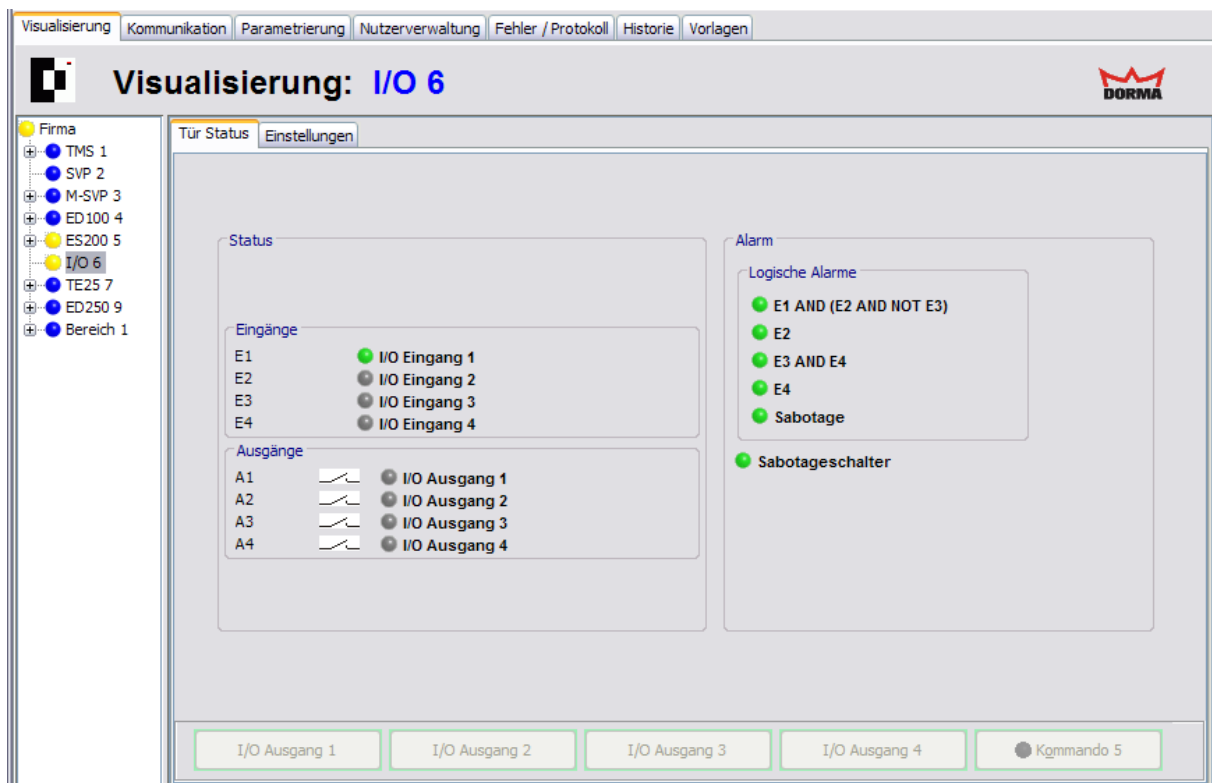 Visualisierung Kommunikation Parametrierung Nutzerverwaltung Fehler / Protokoll Historie Vorlagen
Visualisierung: I/O 6
DORMA
Firma
TMS 1
SVP 2
M-SVP 3
ED100 4
ES200 5
I/O 6
TE25 7
ED250 9
Bereich 1
Tür Status Einstellungen
Status
Eingänge
E1 I/O Eingang 1
E2 I/O Eingang 2
E3 I/O Eingang 3
E4 I/O Eingang 4
Ausgänge
A1 I/O Ausgang 1
A2 I/O Ausgang 2
A3 I/O Ausgang 3
A4 I/O Ausgang 4
Alarm
Logische Alarme
E1 AND (E2 AND NOT E3)
E2
E3 AND E4
E4
Sabotage
Sabotageschalter
I/O Ausgang 1 I/O Ausgang 2 I/O Ausgang 3 I/O Ausgang 4 Kommando 5